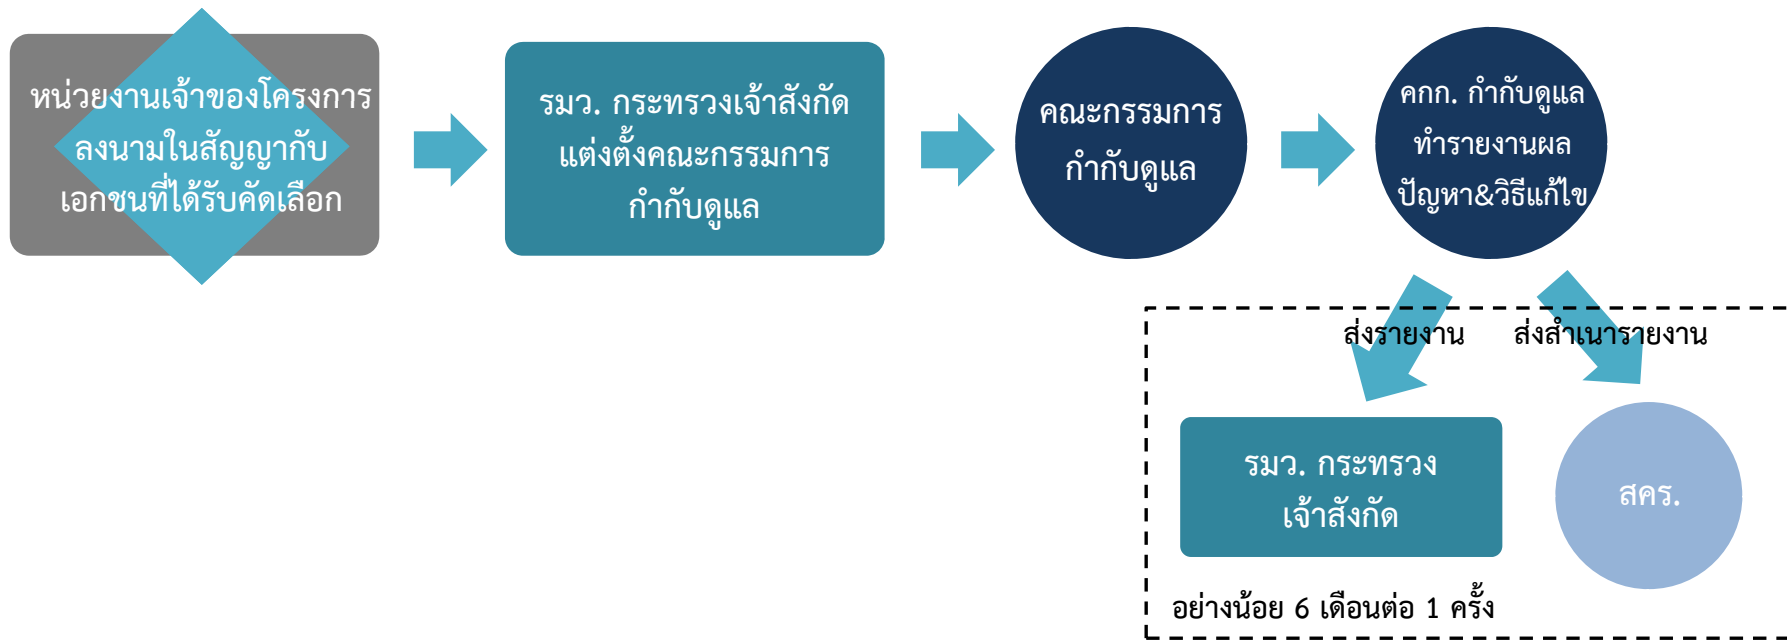 หน่วยงานเจ้าของโครงการ
ลงนามในสัญญากับ
เอกชนที่ได้รับคัดเลือก
รมว. กระทรวงเจ้าสังกัด
แต่งตั้งคณะกรรมการ
กำกับดูแล
คณะกรรมการ
กำกับดูแล
คกก. กำกับดูแล
ทำรายงานผล
ปัญหา&วิธีแก้ไข
ส่งรายงาน
ส่งสำเนารายงาน
รมว. กระทรวง
เจ้าสังกัด
สคร.
อย่างน้อย 6 เดือนต่อ 1 ครั้ง